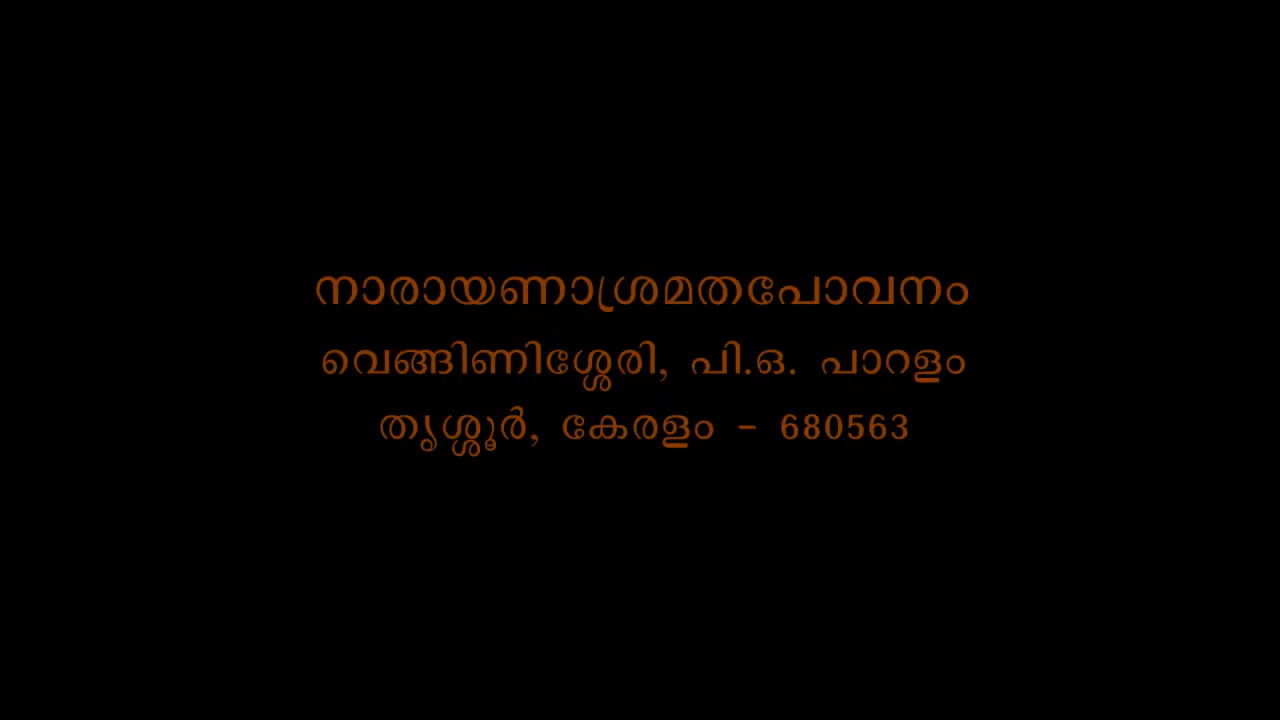 നാരായണാശ്രമതപോവനം
വെങ്ങിണിശ്ശേരി, പി.ഒ. പാറളം
തൃശ്ശൂർ, കേരളം - 680563